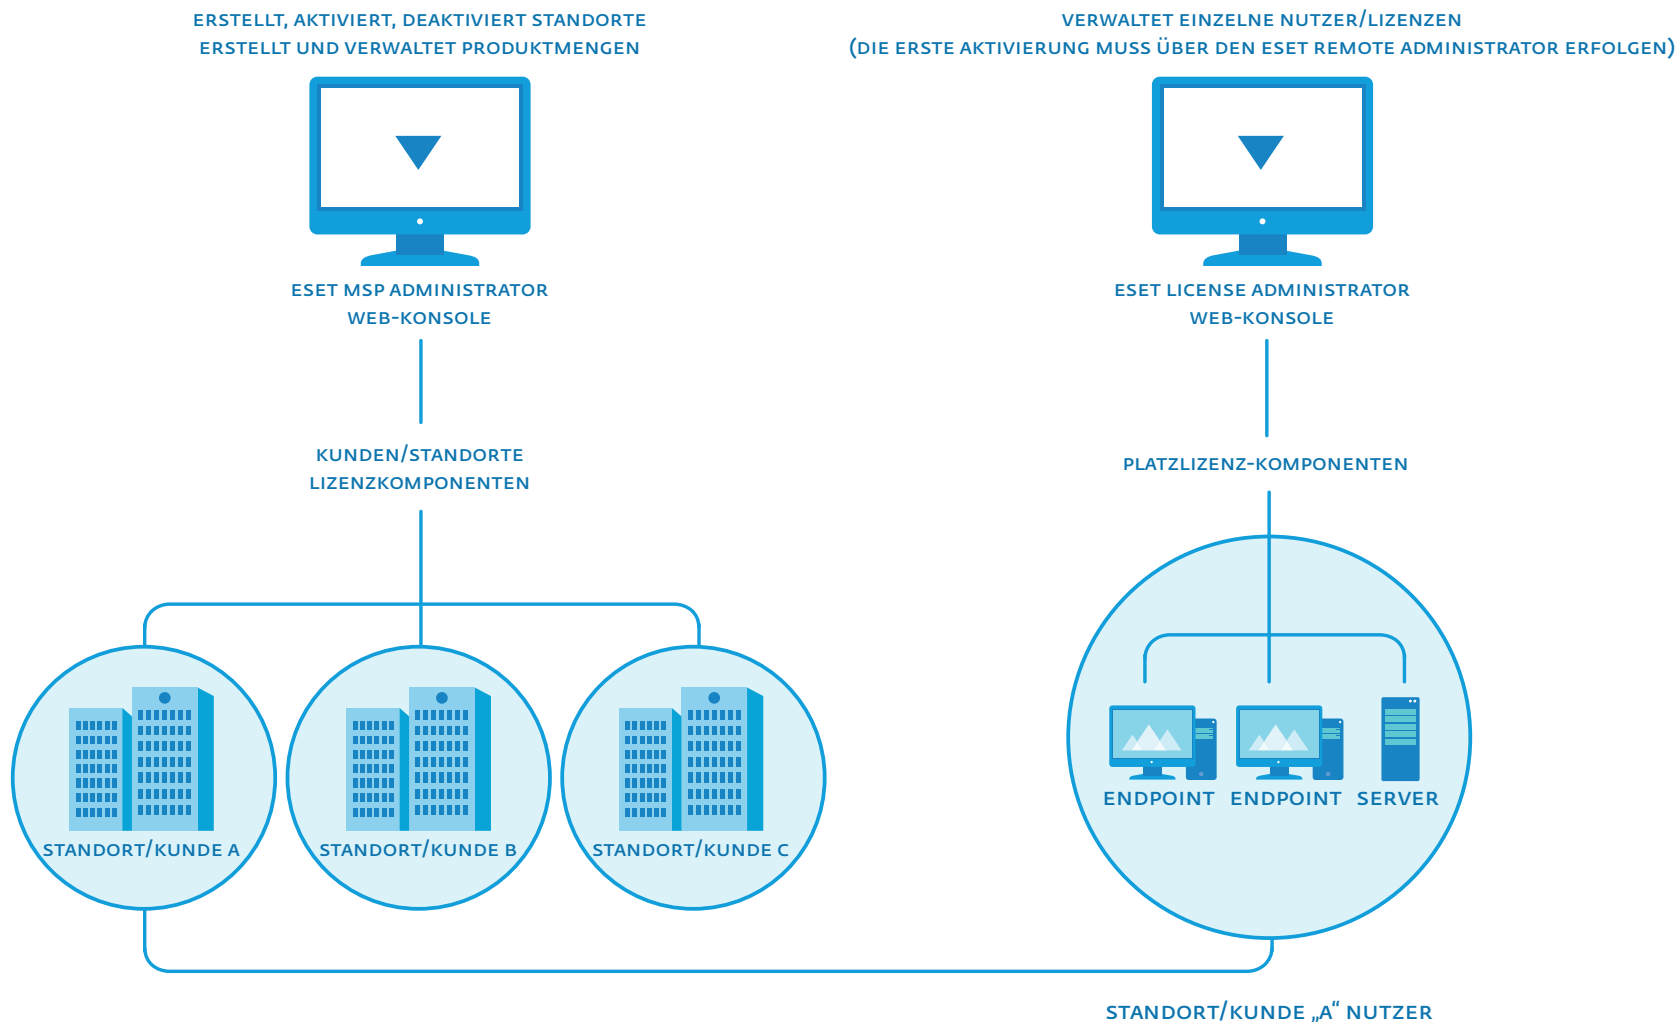 ERSTELLT, AKTIVIERT, DEAKTIVIERT STANDORTE
ERSTELLT UND VERWALTET PRODUKTMENGEN
ESET MSP ADMINISTRATOR
WEB-KONSOLE
KUNDEN/STANDORTE
LIZENZKOMPONENTEN
STANDORT/KUNDE A
STANDORT/KUNDE B
STANDORT/KUNDE C
VERWALTET EINZELNE NUTZER/LIZENZEN
(DIE ERSTE AKTIVIERUNG MUSS ÜBER DEN ESET REMOTE ADMINISTRATOR ERFOLGEN)
ESET LICENSE ADMINISTRATOR
WEB-KONSOLE
PLATZLIZENZ-KOMPONENTEN
ENDPOINT
ENDPOINT
SERVER
STANDORT/KUNDE „A“ NUTZER